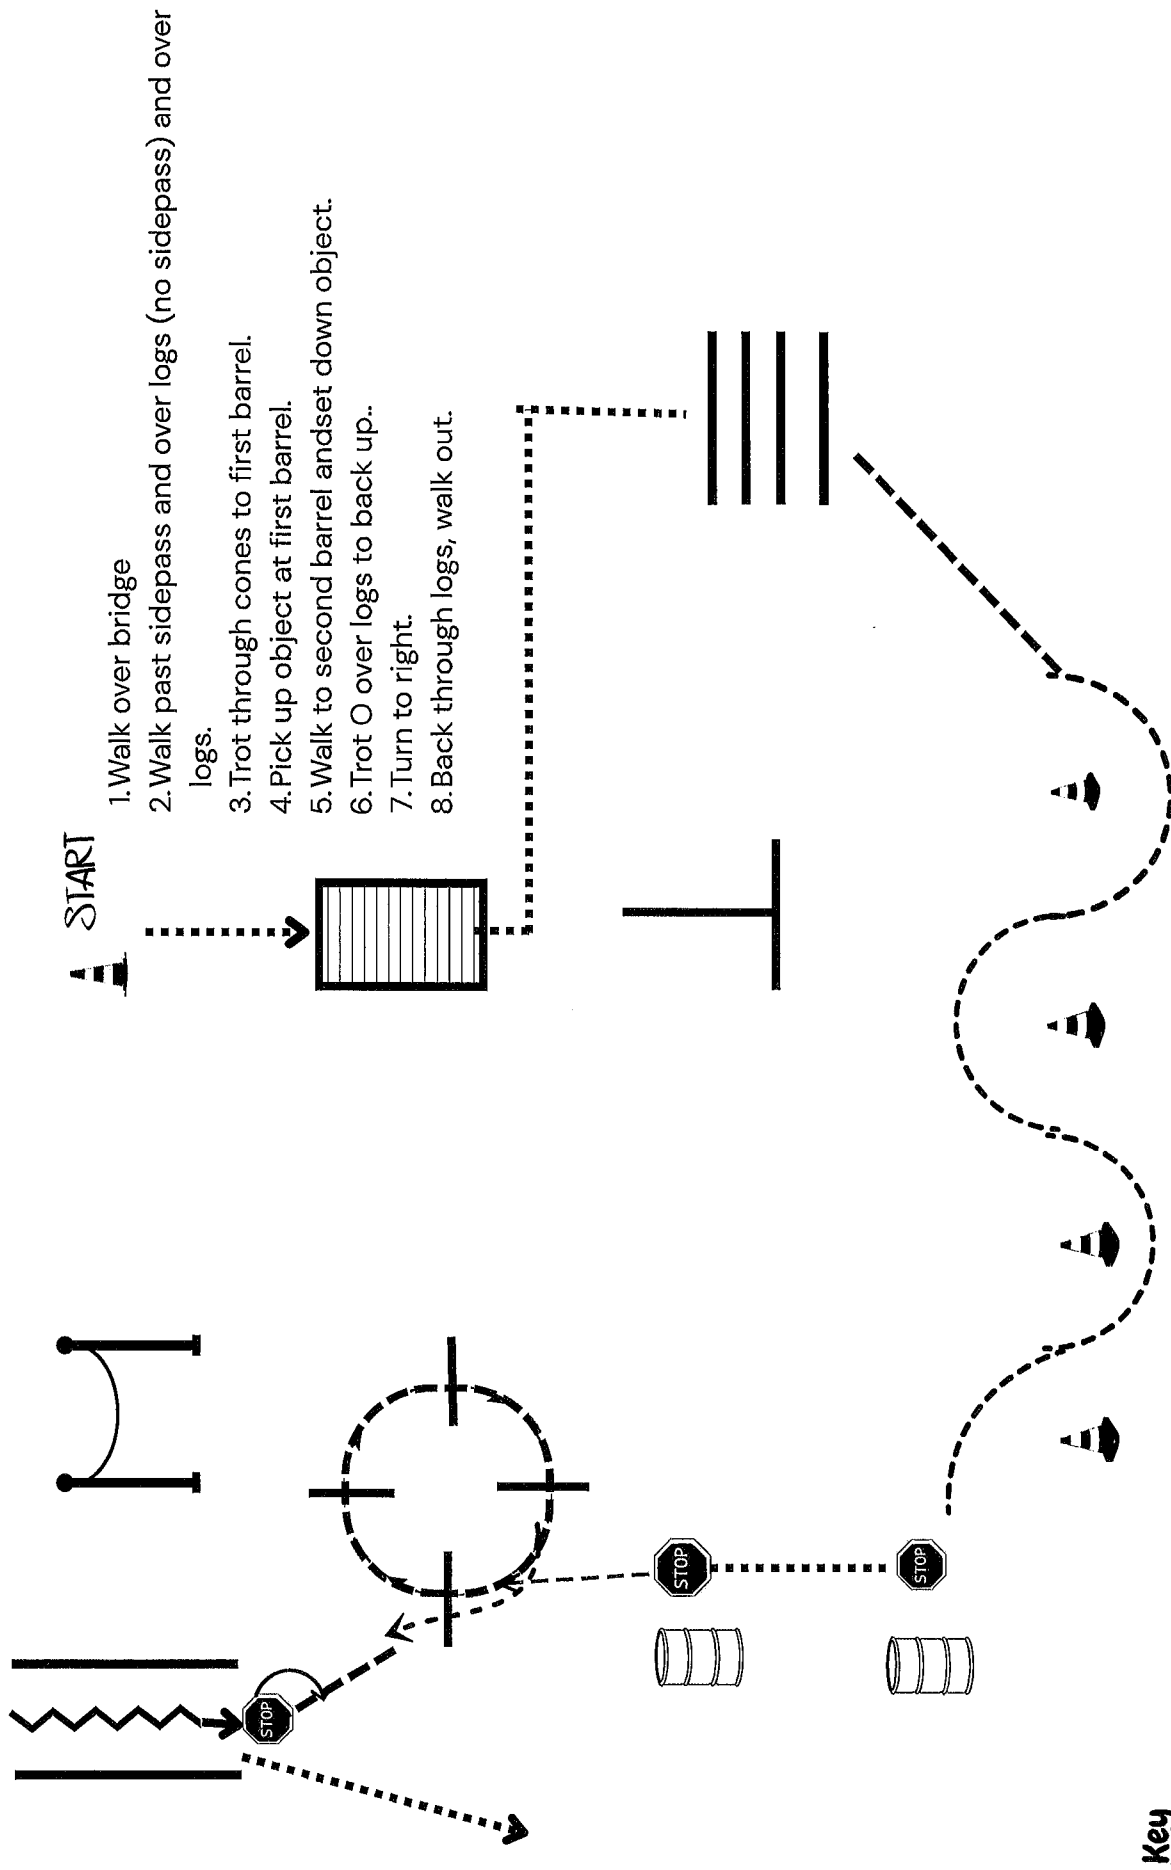 START
1.Walk over bridge
2.Walk past sidepass and over logs (no sidepass) and over
logs.
3.Trot through cones to first barrel.
4.Pick up object at first barrel.
5.Walk to second barrel andset down object.
6.Trot O over logs to back up..
7.Turn to right.
8.Back through logs, walk out.
STOP
STOP
STOP
Key